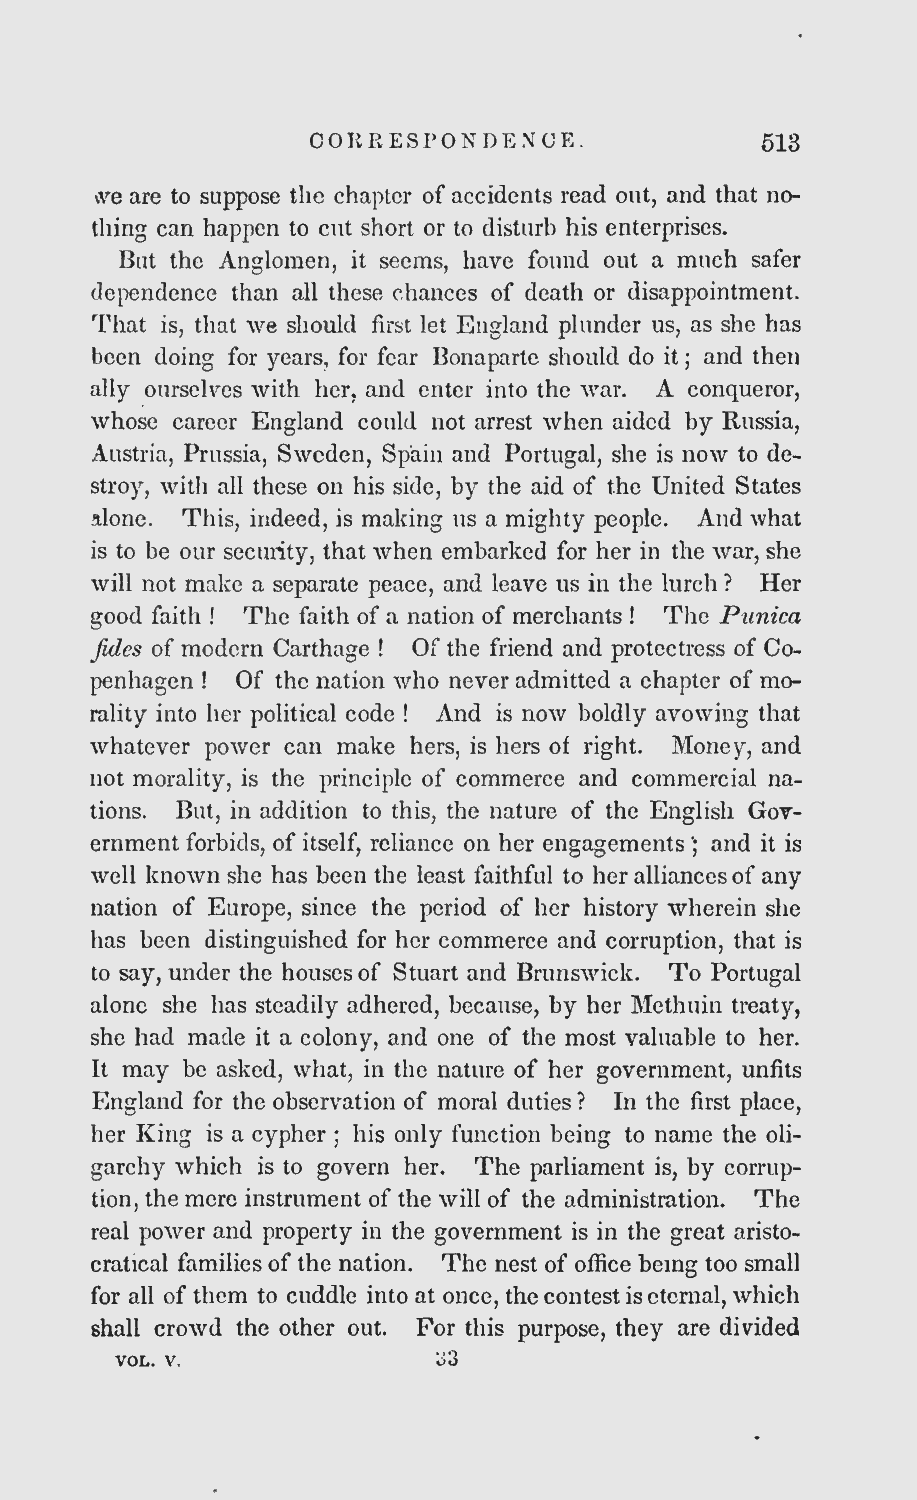 CORRESPONDENCE. 513
we are to suppose the chapter of accidents read out, and that no-
thing can happen to cut short or to disturb his enterprises.
But the Anglomen, it seems, have found out a much safer
dependence than all these chances of death or disappointment.
That is, that we should first let England plunder us, as she has
been doing for years, for fear Bonaparte should do it; and then
ally ourselves with her, and enter into the war. A conqueror,
whose career England could not arrest when aided by Russia,
Austria, Prussia, Sweden, Spain and Portugal, she is now to de-
stroy, with all these on his side, by the aid of the United States
alone. This, indeed, is making us a mighty people. And what
is to be our security, that when embarked for her in the war, she
will not make a separate peace, and leave us in the lurch? Her
good faith! The faith of a nation of merchants! The Punica
fides of modern Carthage! Of the friend and protectress of Co-
penhagen! Of the nation who never admitted a chapter of mo-
rality into her political code! And is now boldly avowing that
whatever power can make hers, is hers of right. Money, and
not morality, is the principle of commerce and commercial na-
tions. But, in addition to this, the nature of the English Gov-
ernment forbids, of itself, reliance on her engagements; and it is
well known she has been the least faithful to her alliances of any
nation of Europe, since the period of her history wherein she
has been distinguished for her commerce and corruption, that is
to say, under the houses of Stuart and Brunswick. To Portugal
alone she has steadily adhered, because, by her Methuin treaty,
she had made it a colony, and one of the most valuable to her.
It may be asked, what, in the nature of her government, unfits
England for the observation of moral duties? In the first place,
her King is a cypher; his only function being to name the oli-
garchy which is to govern her. The parliament is, by corrup-
tion, the mere instrument of the will of the administration. The
real power and property in the government is in the great aristo-
cratical families of the nation. The nest of office being too small
for all of them to cuddle into at once, the contest is eternal, which
shall crowd the other out. For this purpose, they are divided
VOL. V. 33